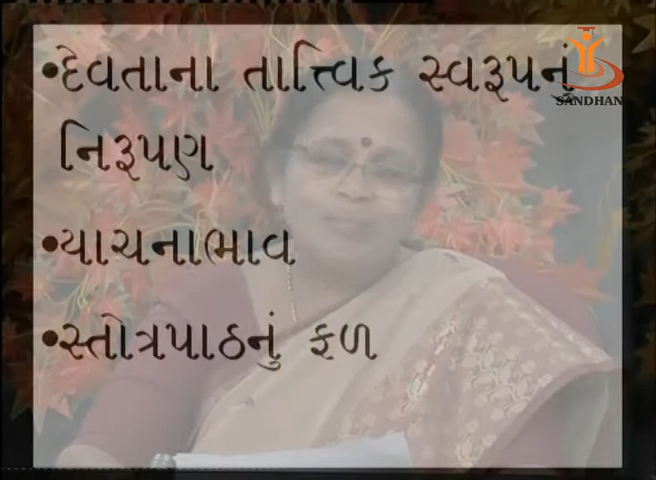 •દેવતાના તાત્ત્વિક સ્વરૂપનું
નિરૂપણ
•યાચનાભાવ
•સ્તોત્રપાઠનું ફળ
SANDHAN